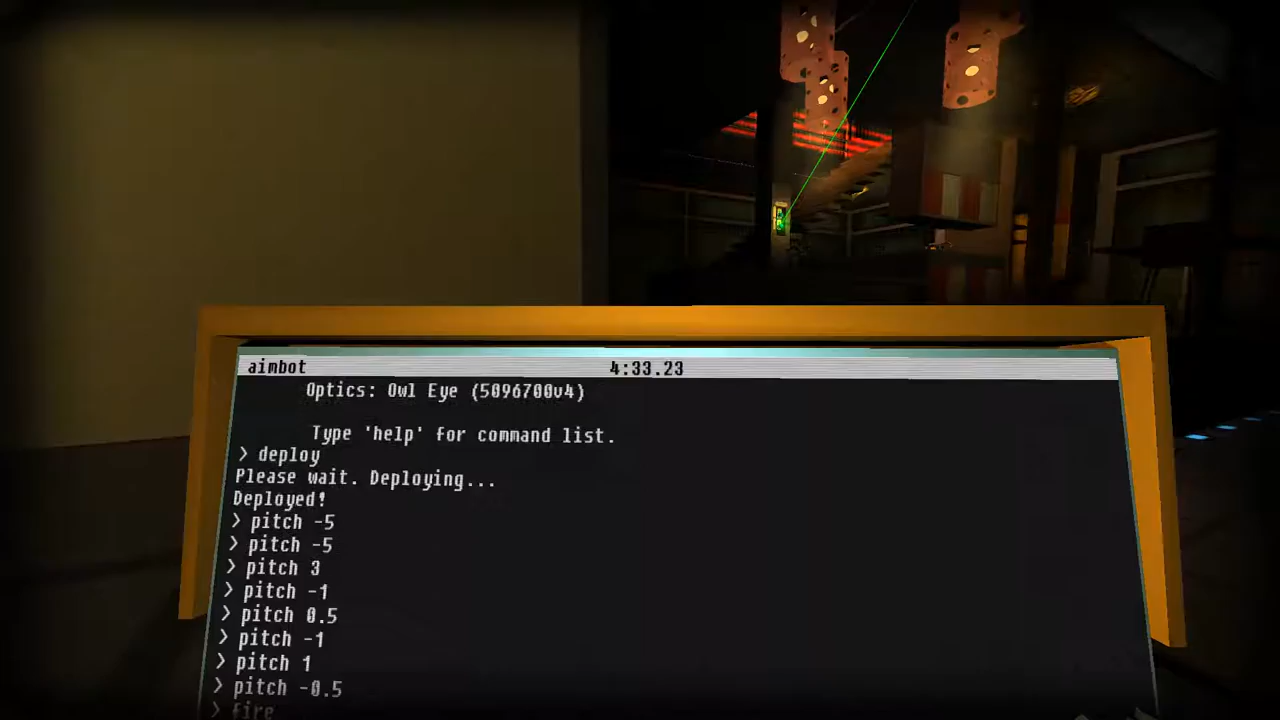 aimbot 4:33.23
Optics: Owl Eye (5096700v4)
Type 'help' for command list.
> deploy
Please wait. Deploying...
Deployed!
> pitch -5
> pitch -5
> pitch 3
> pitch -1
> pitch 0.5
> pitch -1
> pitch 1
> pitch -0.5
> fire